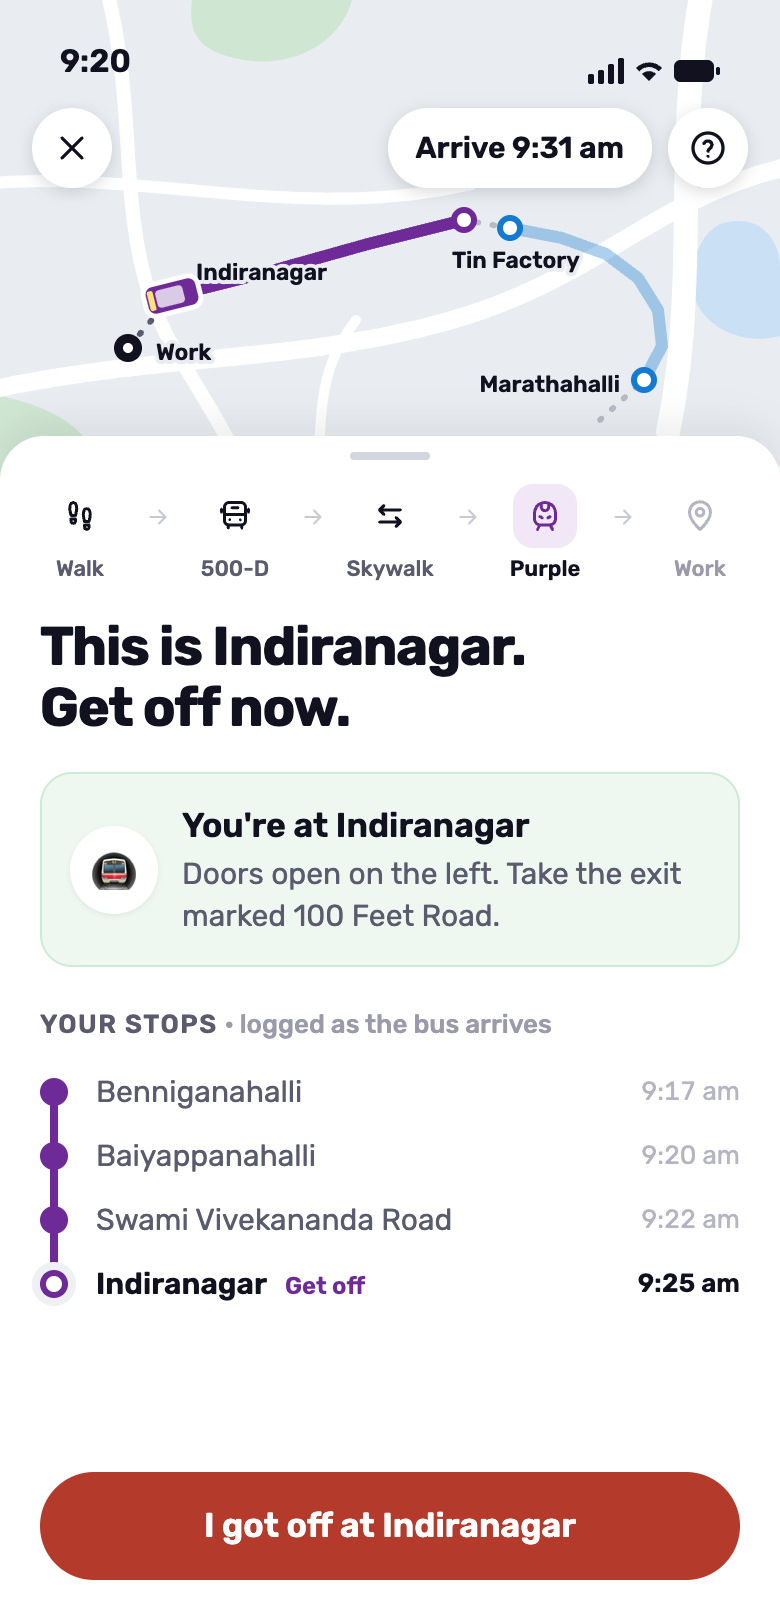 9:20
Arrive 9:31 am
Indiranagar
Tin Factory
Work
Marathahalli
Walk
500-D
Skywalk
Purple
Work
This is Indiranagar.
Get off now.
You're at Indiranagar
Doors open on the left. Take the exit
marked 100 Feet Road.
YOUR STOPS • logged as the bus arrives
Benniganahalli 9:17 am
Baiyappanahalli 9:20 am
Swami Vivekananda Road 9:22 am
Indiranagar Get off 9:25 am
I got off at Indiranagar